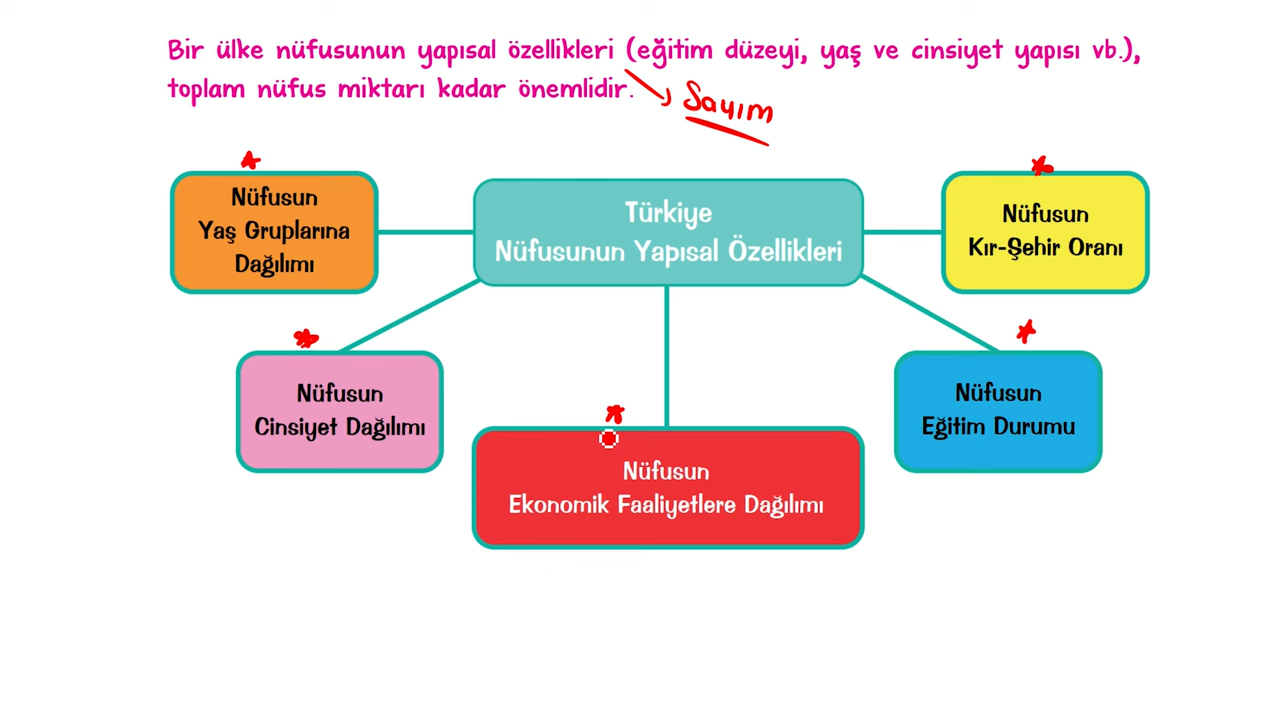 Bir ülke nüfusunun yapısal özellikleri (eğitim düzeyi, yaş ve cinsiyet yapısı vb.),
toplam nüfus miktarı kadar önemlidir.
Sayım
Nüfusun
Yaş Gruplarına
Dağılımı
Türkiye
Nüfusunun Yapısal Özellikleri
Nüfusun
Kır-Şehir Oranı
Nüfusun
Cinsiyet Dağılımı
Nüfusun
Eğitim Durumu
Nüfusun
Ekonomik Faaliyetlere Dağılımı